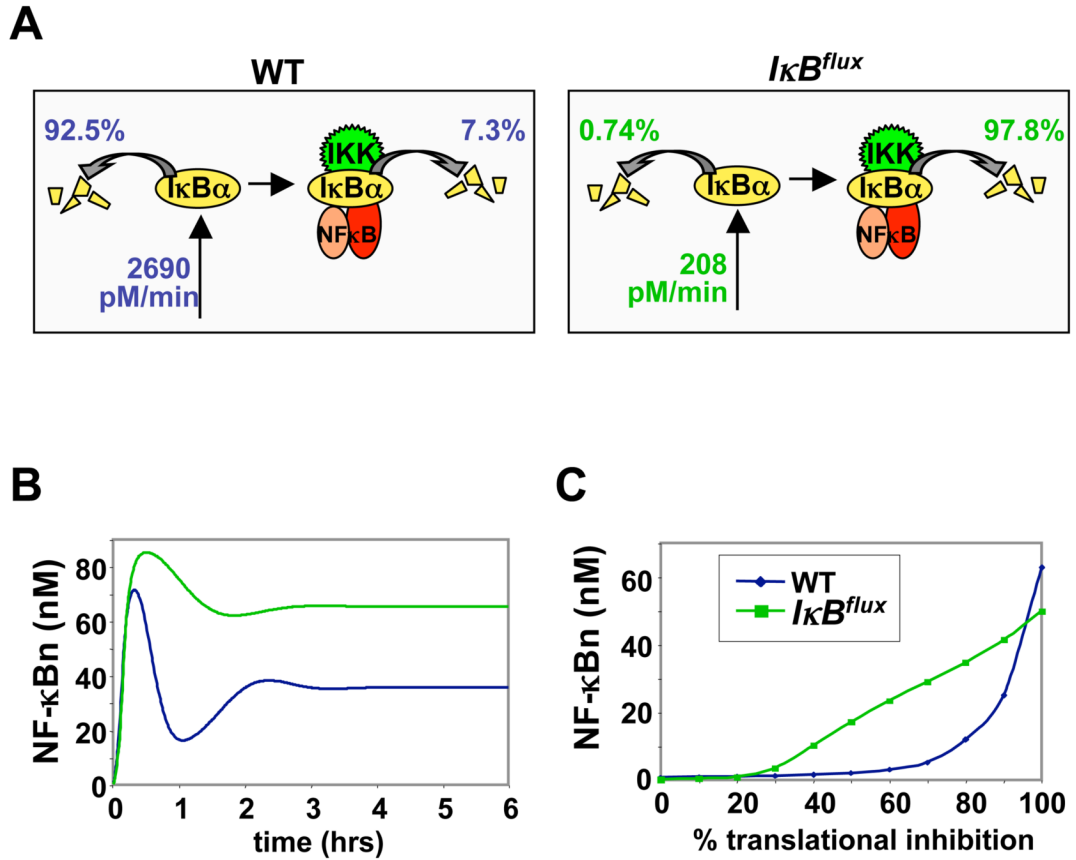 A
WT
92.5%
7.3%
IKK
IκBα
IκBα
NFκB
2690
pM/min
IκB^flux
0.74%
97.8%
IKK
IκBα
IκBα
NFκB
208
pM/min
B
NF-κBn (nM)
80
60
40
20
0
0 1 2 3 4 5 6
time (hrs)
C
NF-κBn (nM)
60
40
20
0
WT
IκB^flux
0 20 40 60 80 100
% translational inhibition